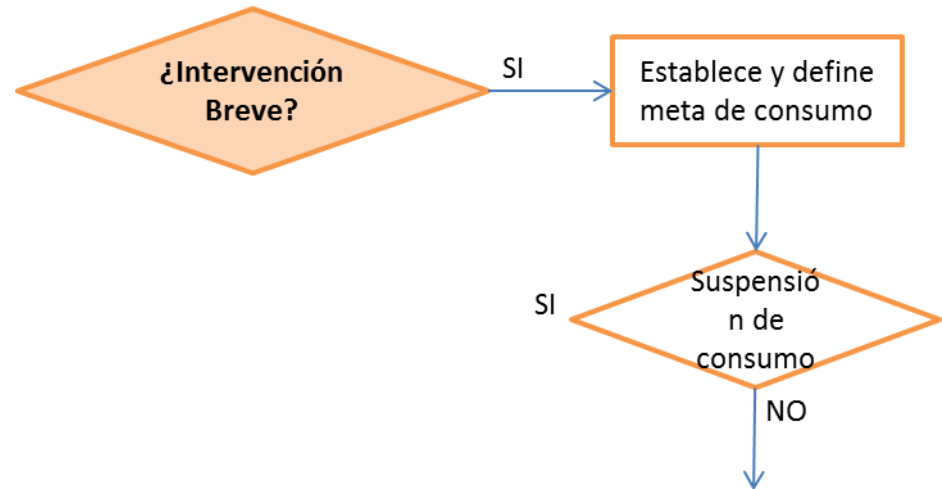 ¿Intervención
Breve?
SI
Establece y define
meta de consumo
SI
Suspensió
n de
consumo
NO